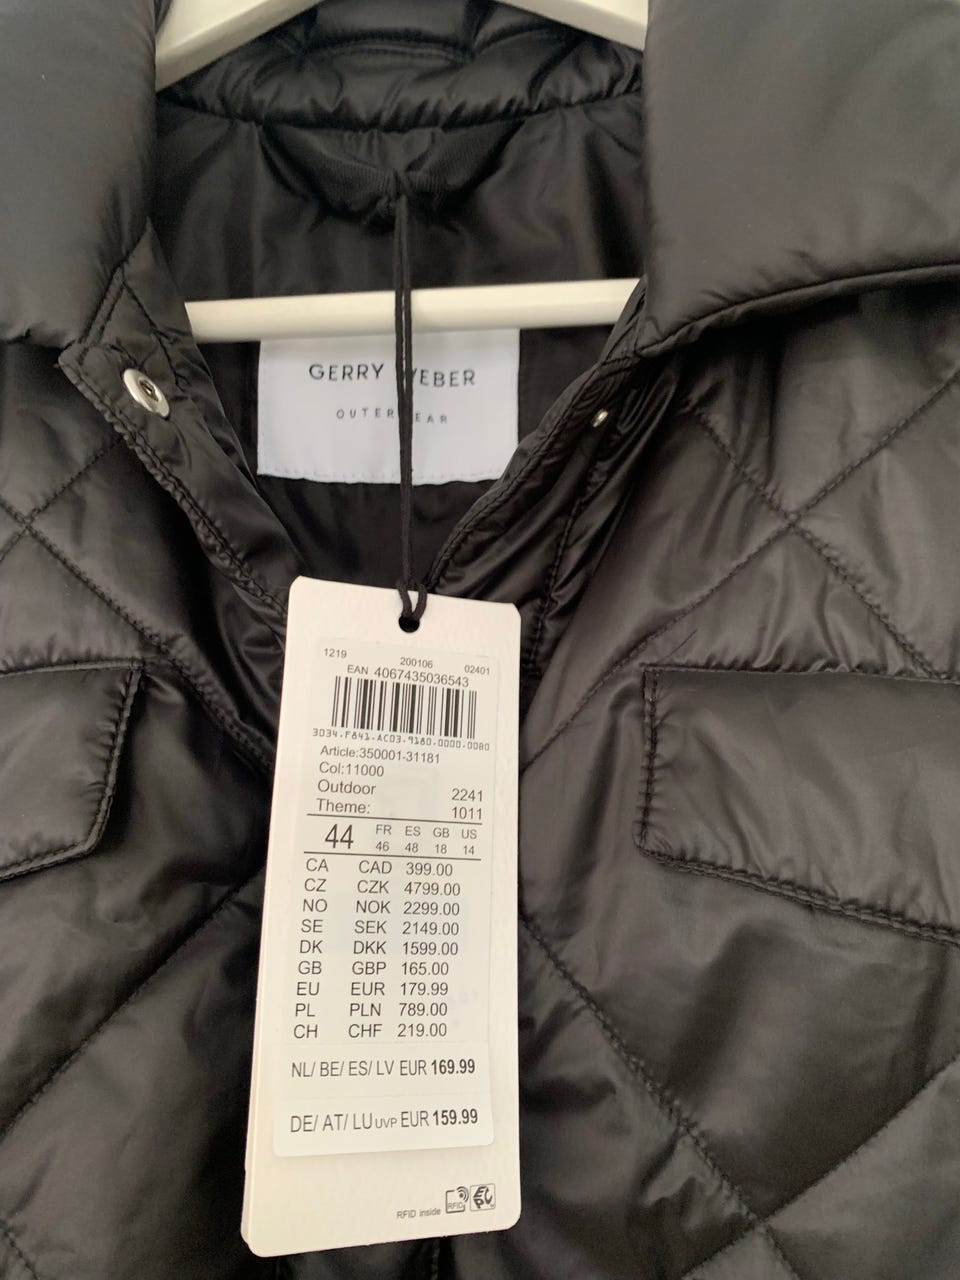 GERRY WEBER
OUTERWEAR
1219 200106 02401
EAN 4067435036543
3034.F841.AC03.9180.0000.00B0
Article:350001-31181
Col:11000
Outdoor 2241
Theme: 1011
44 FR ES GB US
46 48 18 14
CA CAD 399.00
CZ CZK 4799.00
NO NOK 2299.00
SE SEK 2149.00
DK DKK 1599.00
GB GBP 165.00
EU EUR 179.99
PL PLN 789.00
CH CHF 219.00
NL/ BE/ ES/ LV EUR 169.99
DE/ AT/ LU UVP EUR 159.99
RFID inside RFID EPC